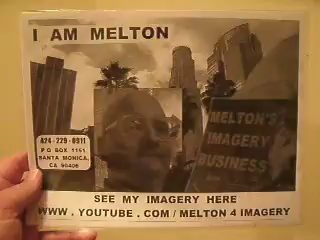 I AM MELTON
424-229-8911
P O BOX 1151
SANTA MONICA,
CA 90406
MELTON'S
IMAGERY
BUSINESS
SEE MY IMAGERY HERE
WWW . YOUTUBE . COM / MELTON 4 IMAGERY